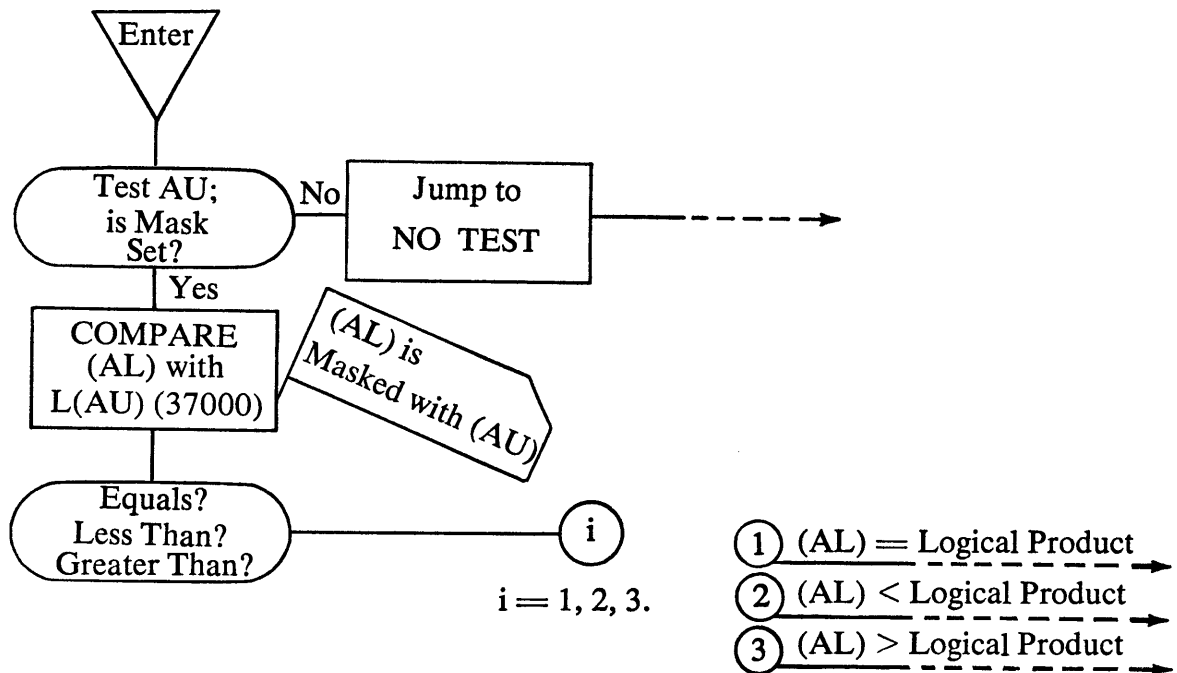 Enter
Test AU;
is Mask
Set?
No
Jump to
NO TEST
Yes
COMPARE
(AL) with
L(AU) (37000)
(AL) is
Masked with (AU)
Equals?
Less Than?
Greater Than?
i
i = 1, 2, 3.
1 (AL) = Logical Product
2 (AL) < Logical Product
3 (AL) > Logical Product